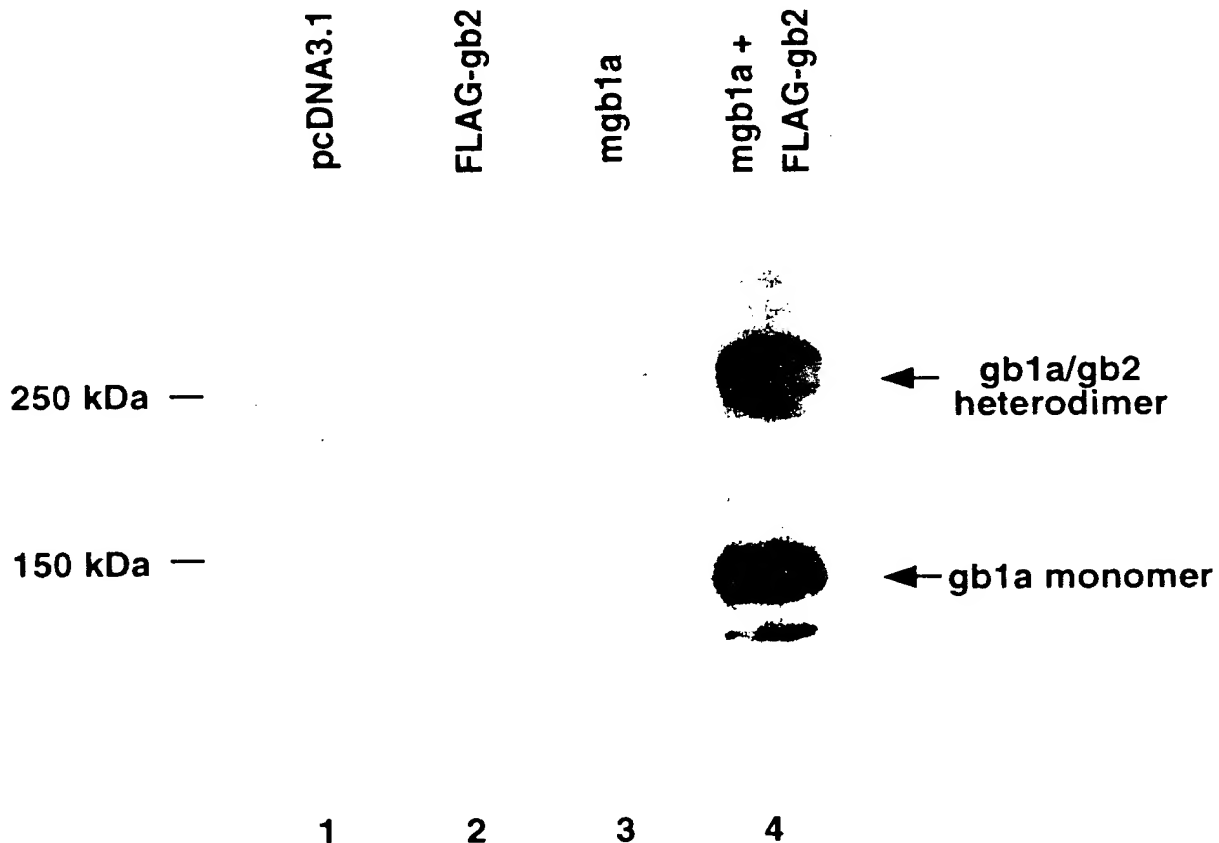 pcDNA3.1
FLAG-gb2
mgb1a
mgb1a +
FLAG-gb2
250 kDa —
gb1a/gb2
heterodimer
150 kDa —
gb1a monomer
1
2
3
4